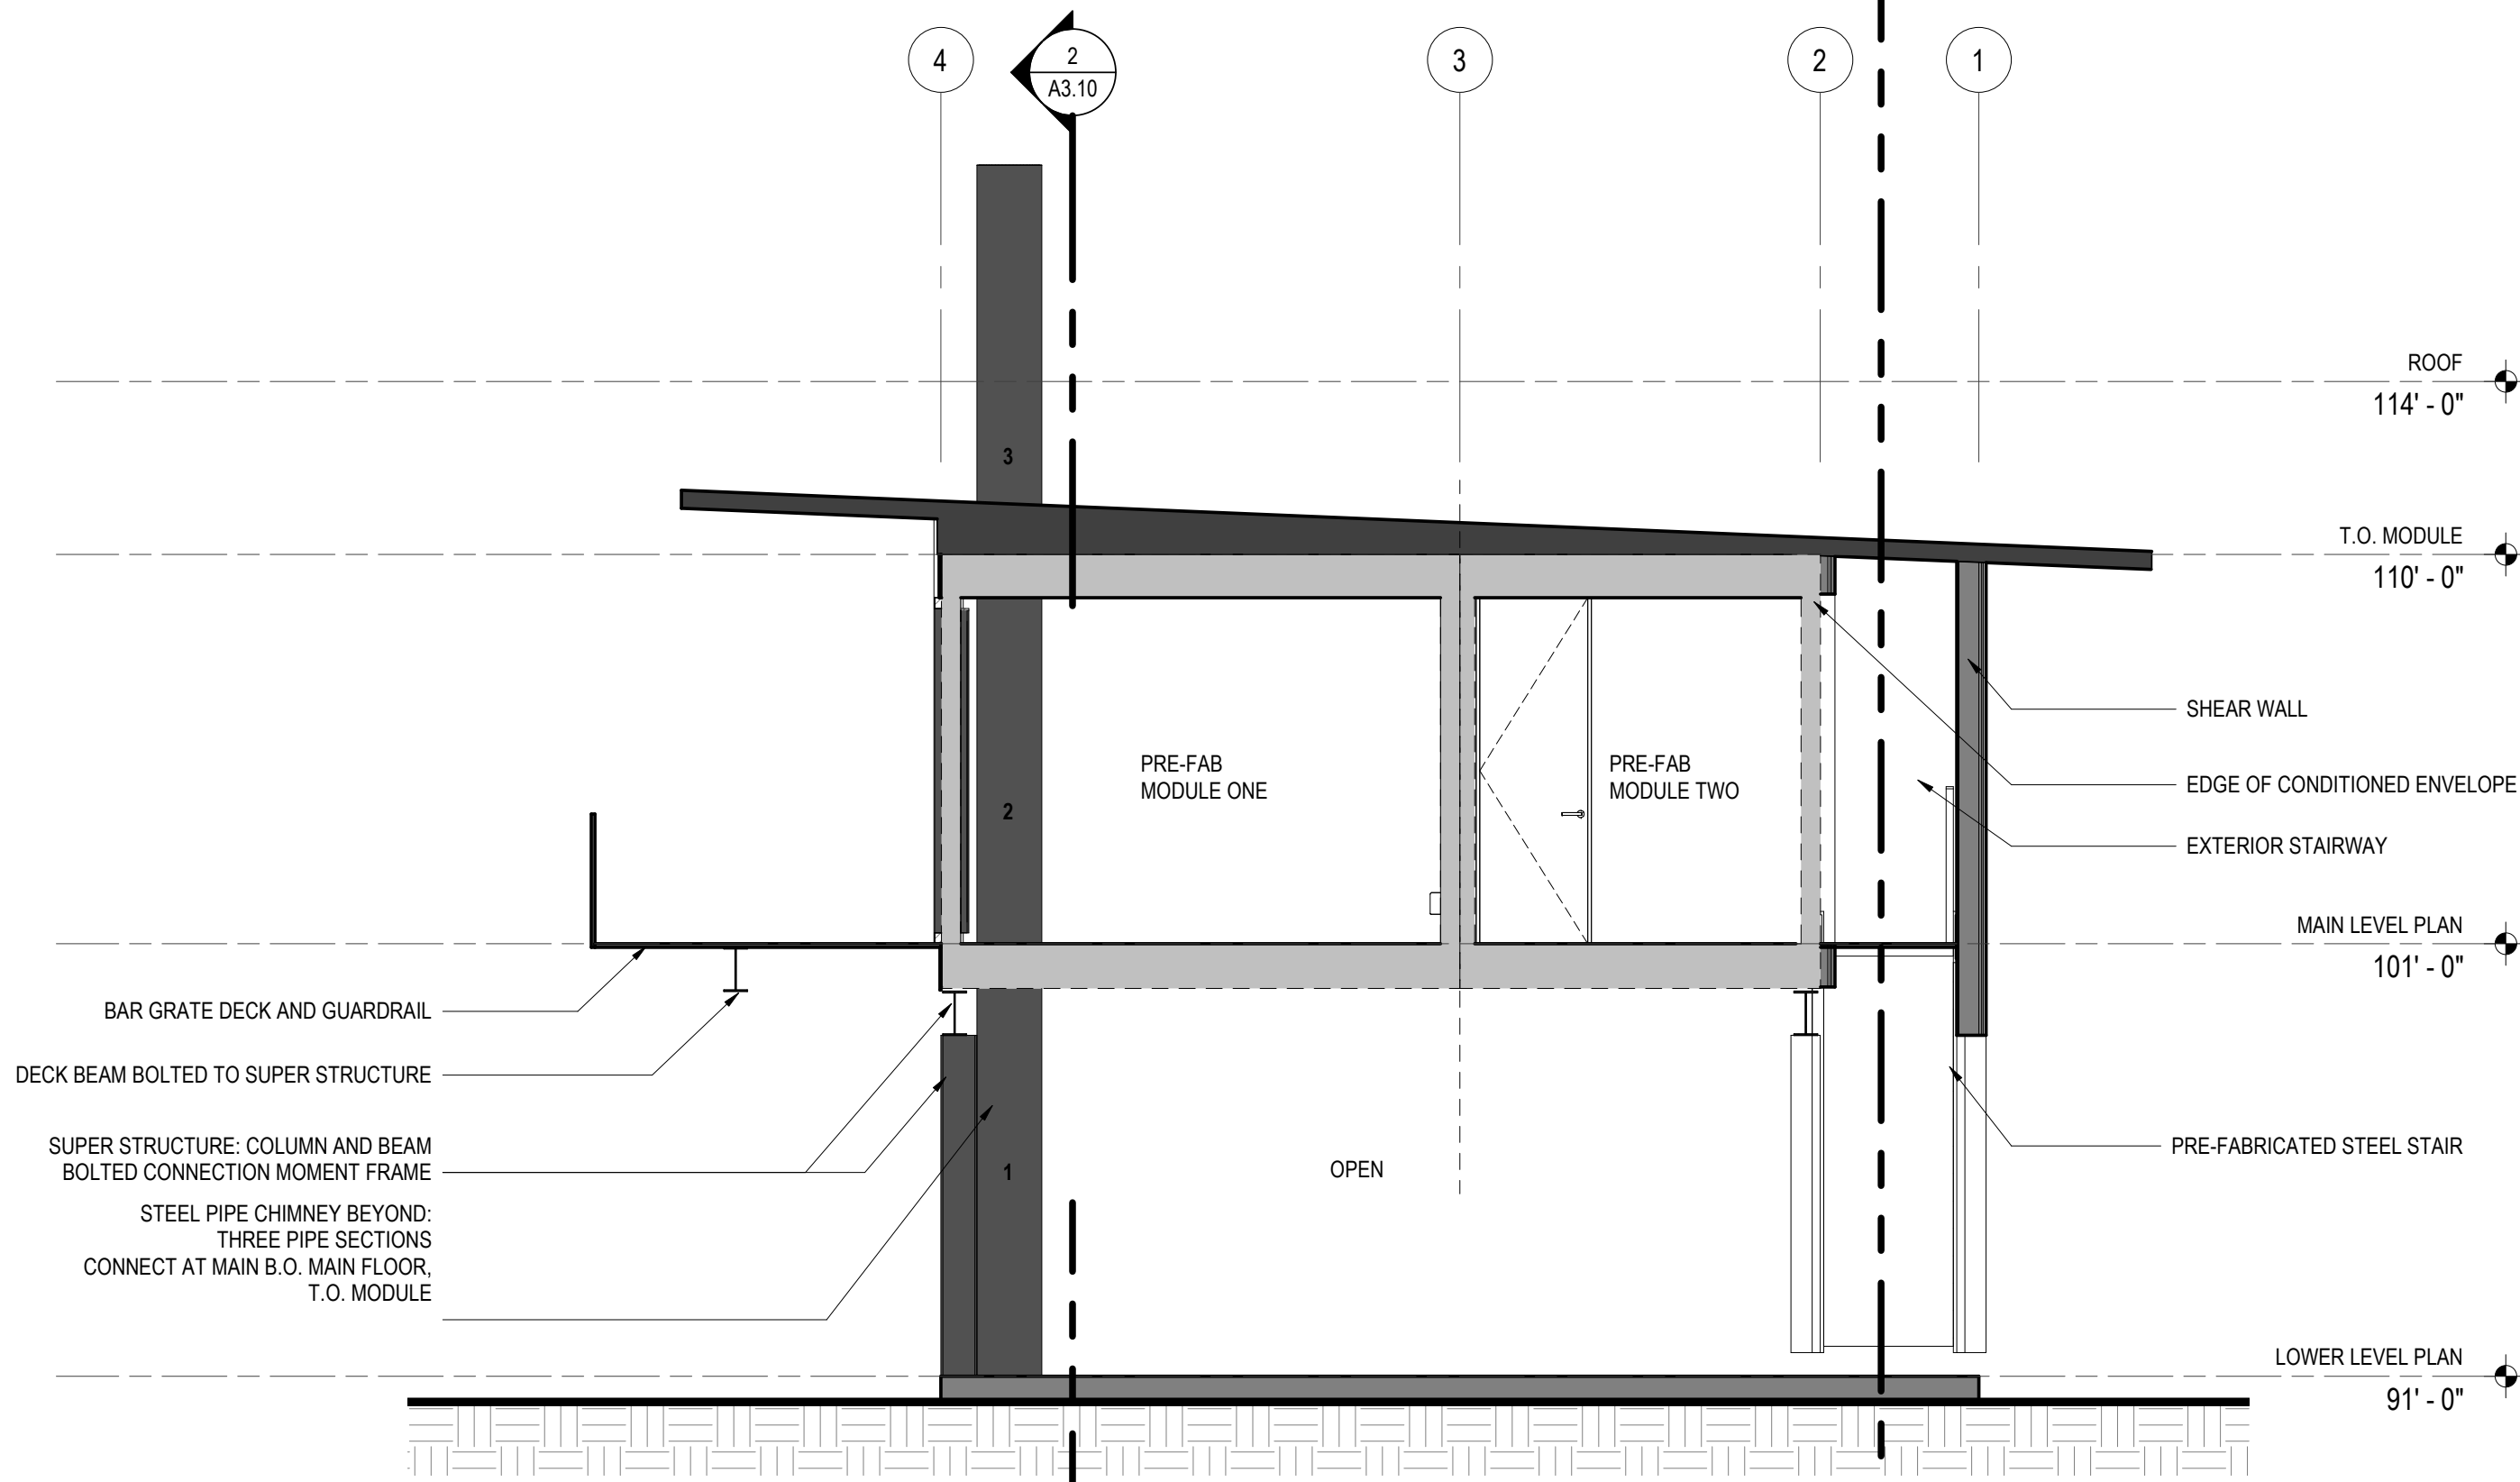 4
2
A3.10
3
2
1
ROOF
114' - 0"
3
T.O. MODULE
110' - 0"
SHEAR WALL
PRE-FAB
MODULE ONE
PRE-FAB
MODULE TWO
EDGE OF CONDITIONED ENVELOPE
2
EXTERIOR STAIRWAY
MAIN LEVEL PLAN
101' - 0"
BAR GRATE DECK AND GUARDRAIL
DECK BEAM BOLTED TO SUPER STRUCTURE
SUPER STRUCTURE: COLUMN AND BEAM
BOLTED CONNECTION MOMENT FRAME
1
OPEN
PRE-FABRICATED STEEL STAIR
STEEL PIPE CHIMNEY BEYOND:
THREE PIPE SECTIONS
CONNECT AT MAIN B.O. MAIN FLOOR,
T.O. MODULE
LOWER LEVEL PLAN
91' - 0"